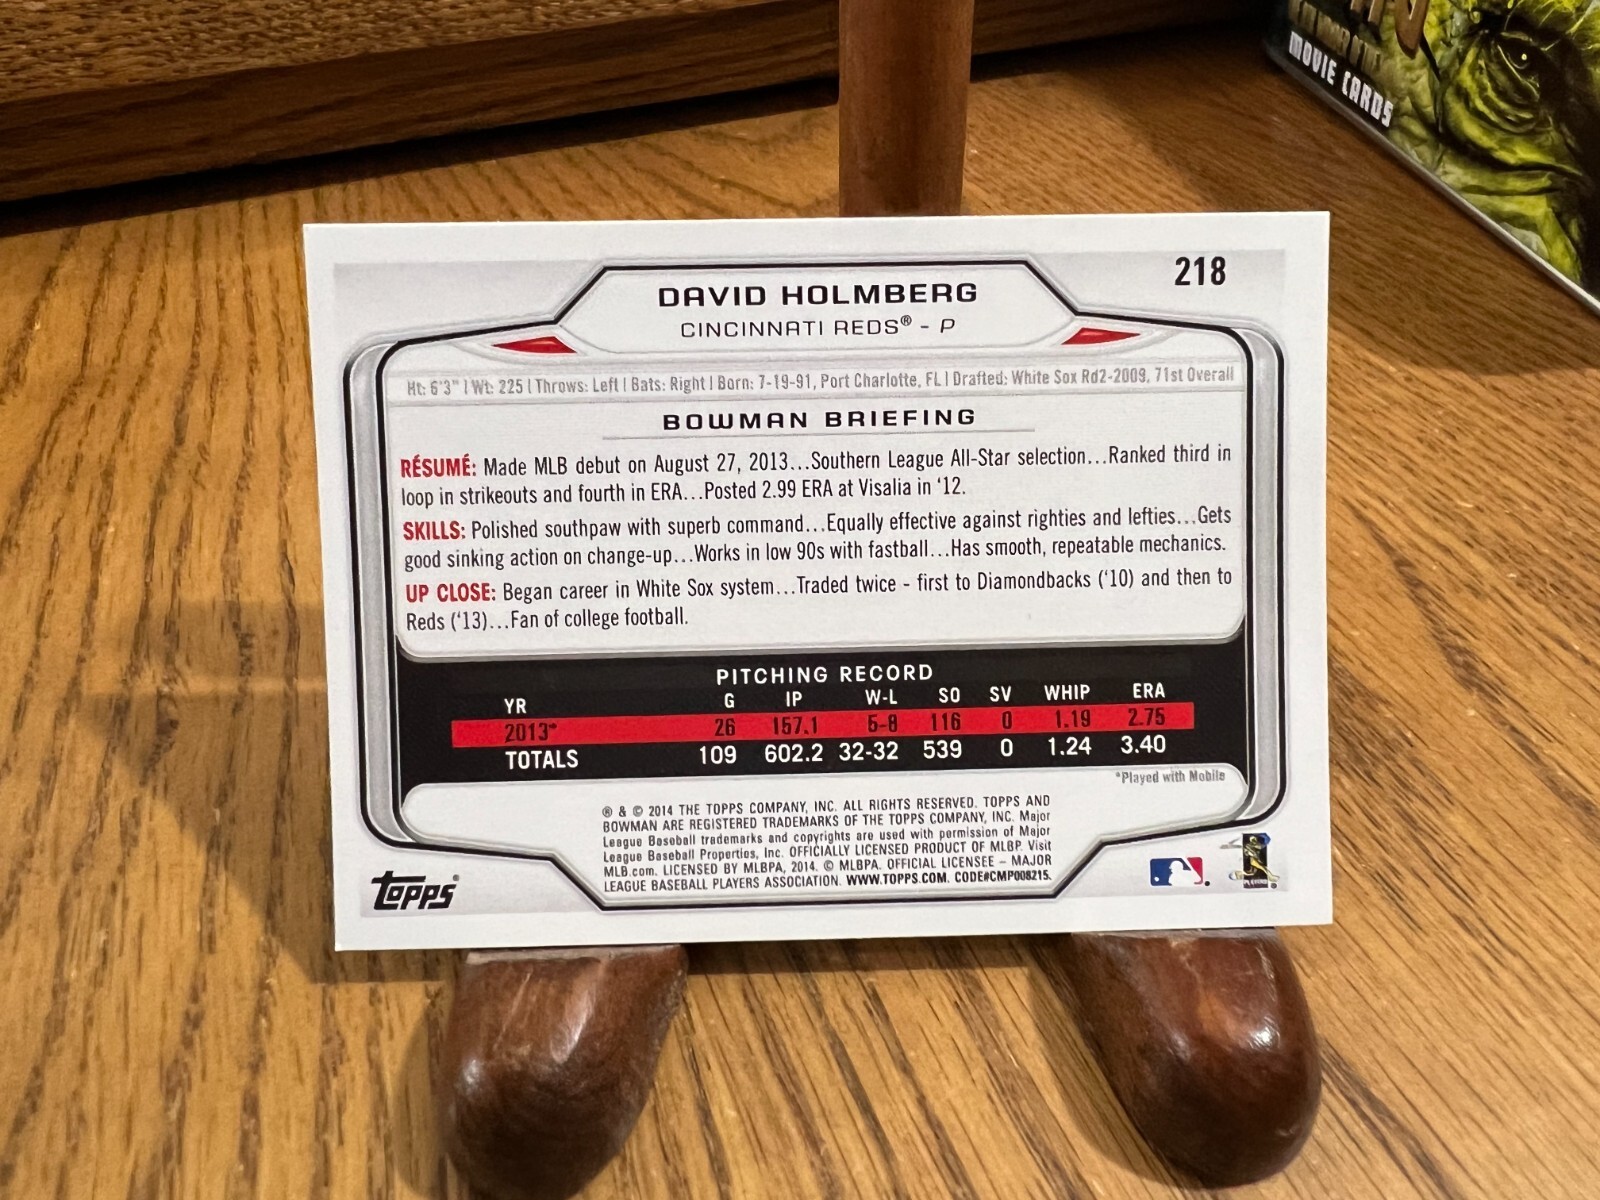 MOVIE CARDS
218
DAVID HOLMBERG
CINCINNATI REDS® - P
Ht: 6'3" | Wt: 225 | Throws: Left | Bats: Right | Born: 7-19-91, Port Charlotte, FL | Drafted: White Sox Rd2-2009, 71st Overall
BOWMAN BRIEFING
RÉSUMÉ: Made MLB debut on August 27, 2013...Southern League All-Star selection...Ranked third in
loop in strikeouts and fourth in ERA...Posted 2.99 ERA at Visalia in '12.
SKILLS: Polished southpaw with superb command...Equally effective against righties and lefties...Gets
good sinking action on change-up...Works in low 90s with fastball...Has smooth, repeatable mechanics.
UP CLOSE: Began career in White Sox system...Traded twice - first to Diamondbacks ('10) and then to
Reds ('13)...Fan of college football.
PITCHING RECORD
YR G IP W-L SO SV WHIP ERA
2013* 26 157.1 5-8 116 0 1.19 2.75
TOTALS 109 602.2 32-32 539 0 1.24 3.40
*Played with Mobile
® & © 2014 THE TOPPS COMPANY, INC. ALL RIGHTS RESERVED. TOPPS AND
BOWMAN ARE REGISTERED TRADEMARKS OF THE TOPPS COMPANY, INC. Major
League Baseball trademarks and copyrights are used with permission of Major
League Baseball Properties, Inc. OFFICIALLY LICENSED PRODUCT OF MLBP. Visit
MLB.com. LICENSED BY MLBPA, 2014. © MLBPA. OFFICIAL LICENSEE – MAJOR
LEAGUE BASEBALL PLAYERS ASSOCIATION. WWW.TOPPS.COM. CODE#CMP008215.
topps®